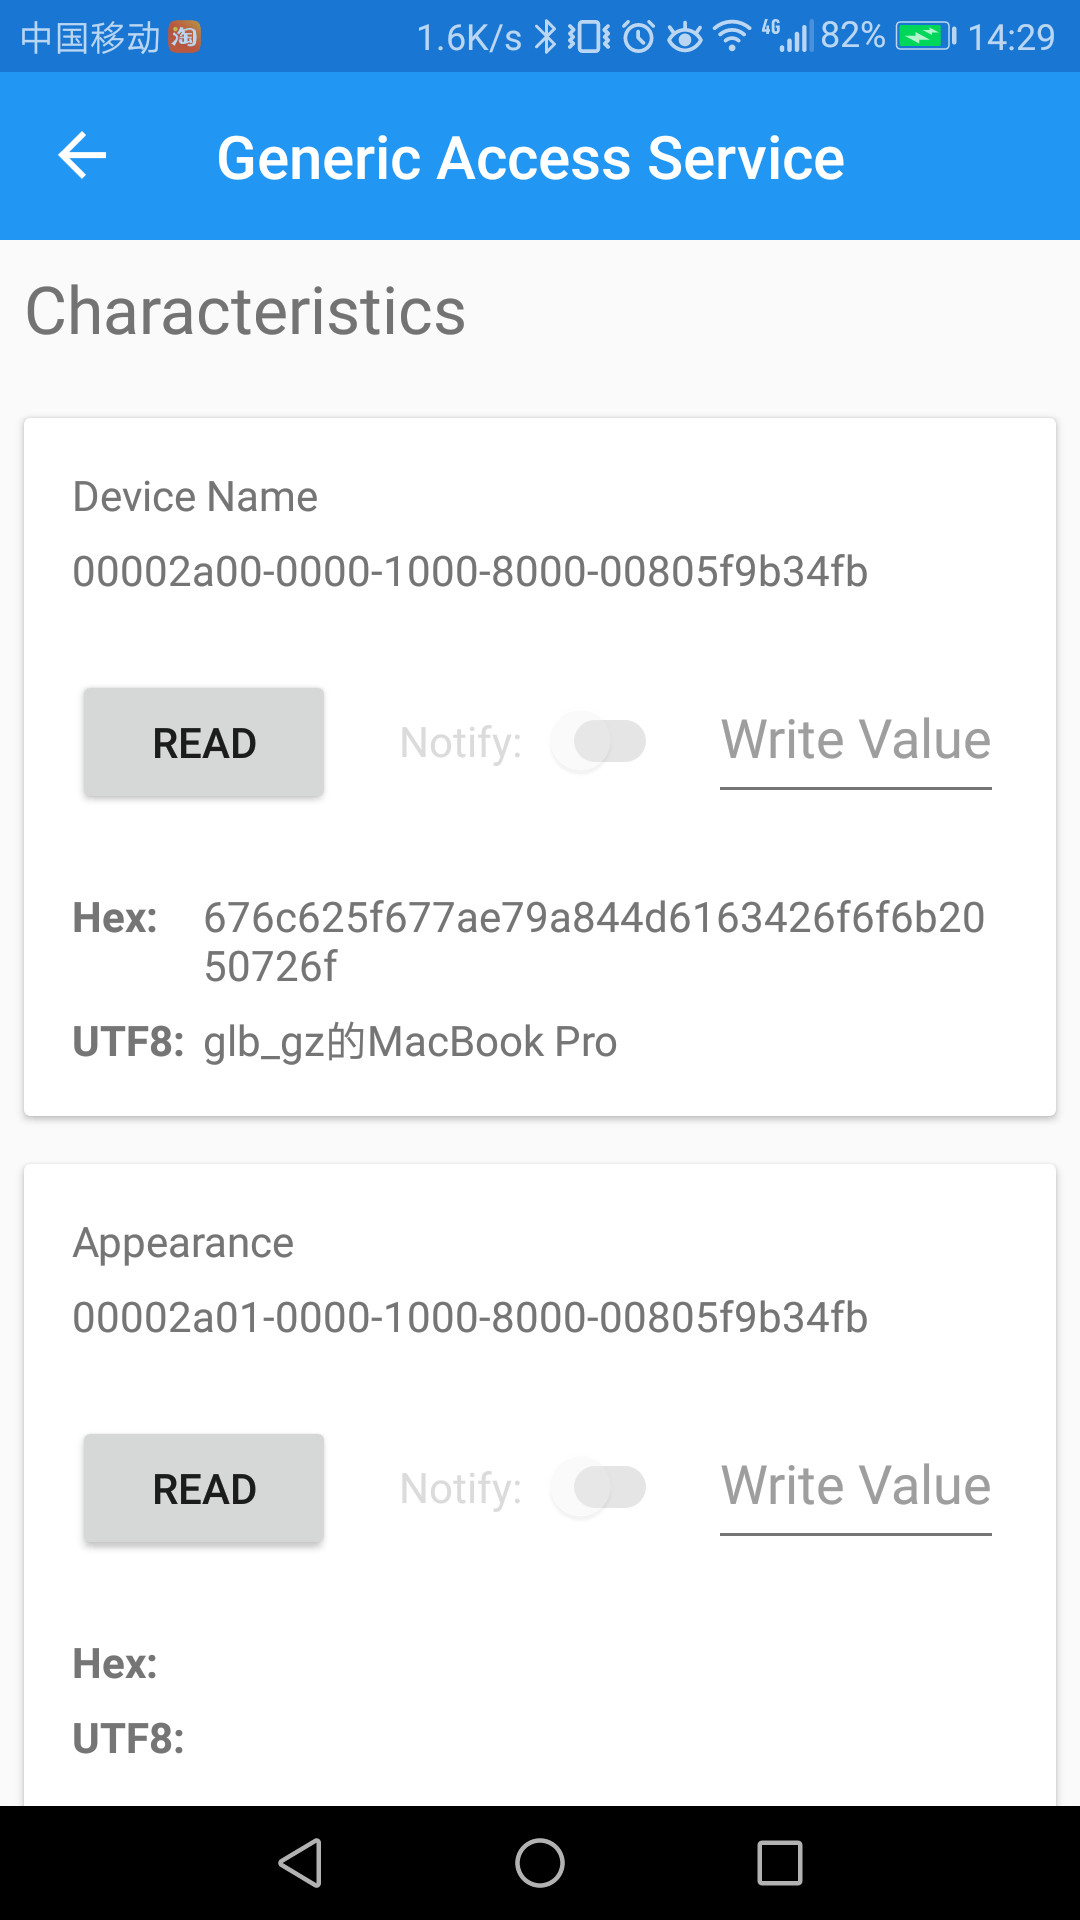 中国移动 淘 1.6K/s 4G 82% 14:29
Generic Access Service
Characteristics
Device Name
00002a00-0000-1000-8000-00805f9b34fb
READ Notify: Write Value
Hex: 676c625f677ae79a844d6163426f6f6b20
50726f
UTF8: glb_gz的MacBook Pro
Appearance
00002a01-0000-1000-8000-00805f9b34fb
READ Notify: Write Value
Hex:
UTF8: